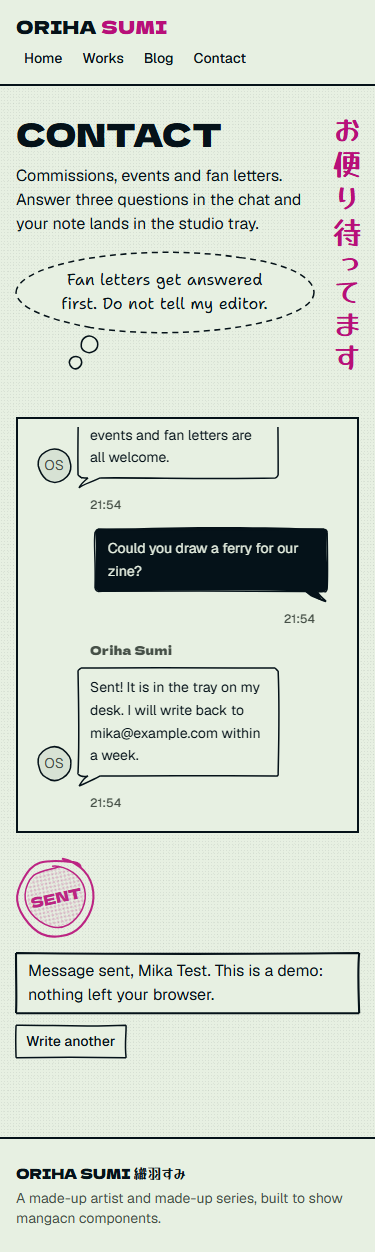 ORIHA SUMI
Home Works Blog Contact
CONTACT
お便り待ってます
Commissions, events and fan letters.
Answer three questions in the chat and
your note lands in the studio tray.
Fan letters get answered
first. Do not tell my editor.
events and fan letters are
all welcome.
OS
21:54
Could you draw a ferry for our
zine?
21:54
Oriha Sumi
Sent! It is in the tray on my
desk. I will write back to
mika@example.com within
a week.
OS
21:54
SENT
Message sent, Mika Test. This is a demo:
nothing left your browser.
Write another
ORIHA SUMI 織羽すみ
A made-up artist and made-up series, built to show
mangacn components.